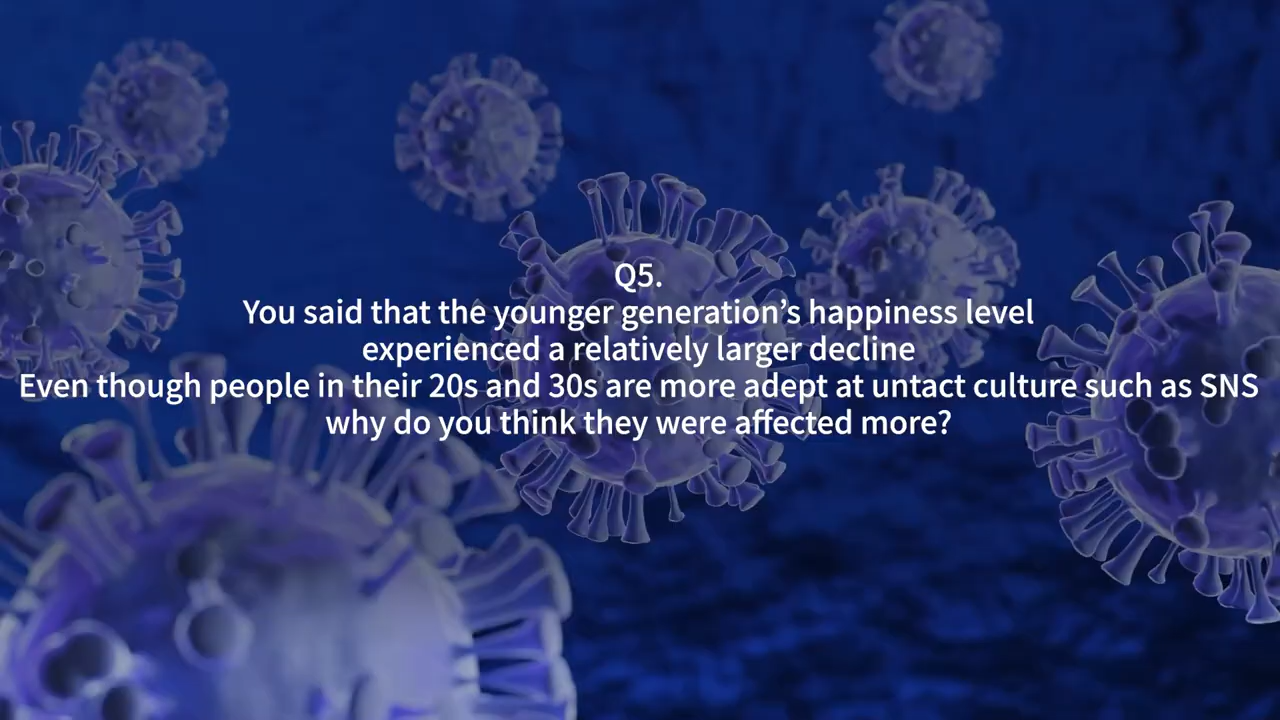 Q5.
You said that the younger generation’s happiness level
experienced a relatively larger decline
Even though people in their 20s and 30s are more adept at untact culture such as SNS
why do you think they were affected more?